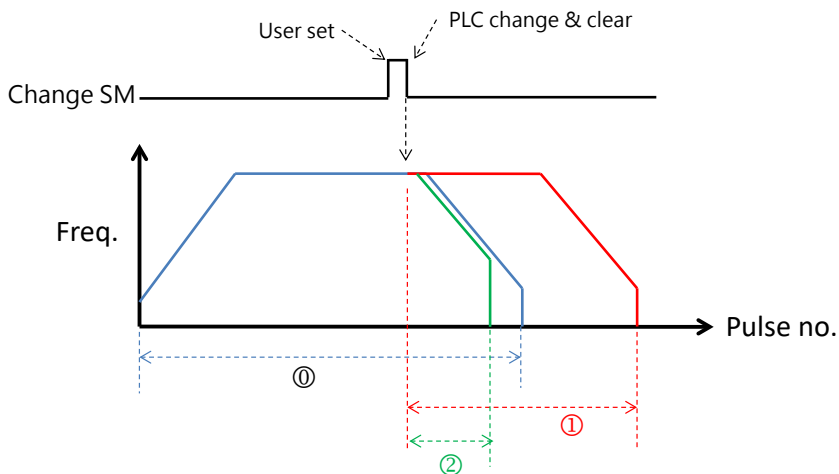 User set
PLC change & clear
Change SM
Freq.
Pulse no.
⓪
①
②